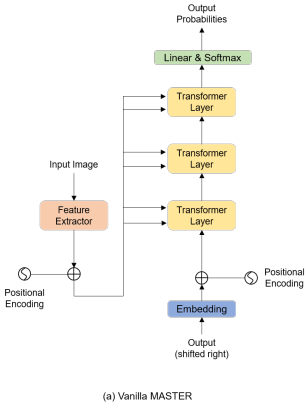 Output
Probabilities
Linear & Softmax
Transformer
Layer
Transformer
Layer
Input Image
Transformer
Layer
Feature
Extractor
Positional
Encoding
Positional
Encoding
Embedding
Output
(shifted right)
(a) Vanilla MASTER